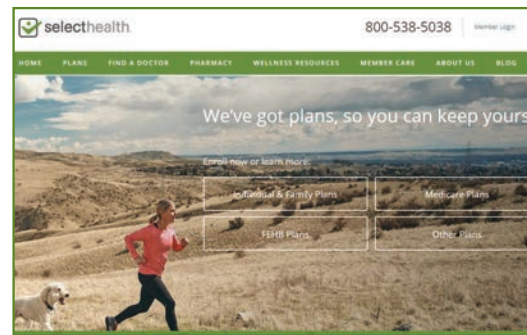 selecthealth
800-538-5038
Member Login
HOME PLANS FIND A DOCTOR PHARMACY WELLNESS RESOURCES MEMBER CARE ABOUT US BLOG
We've got plans, so you can keep yours
Enroll now or learn more:
Individual & Family Plans Medicare Plans
FEHB Plans Other Plans